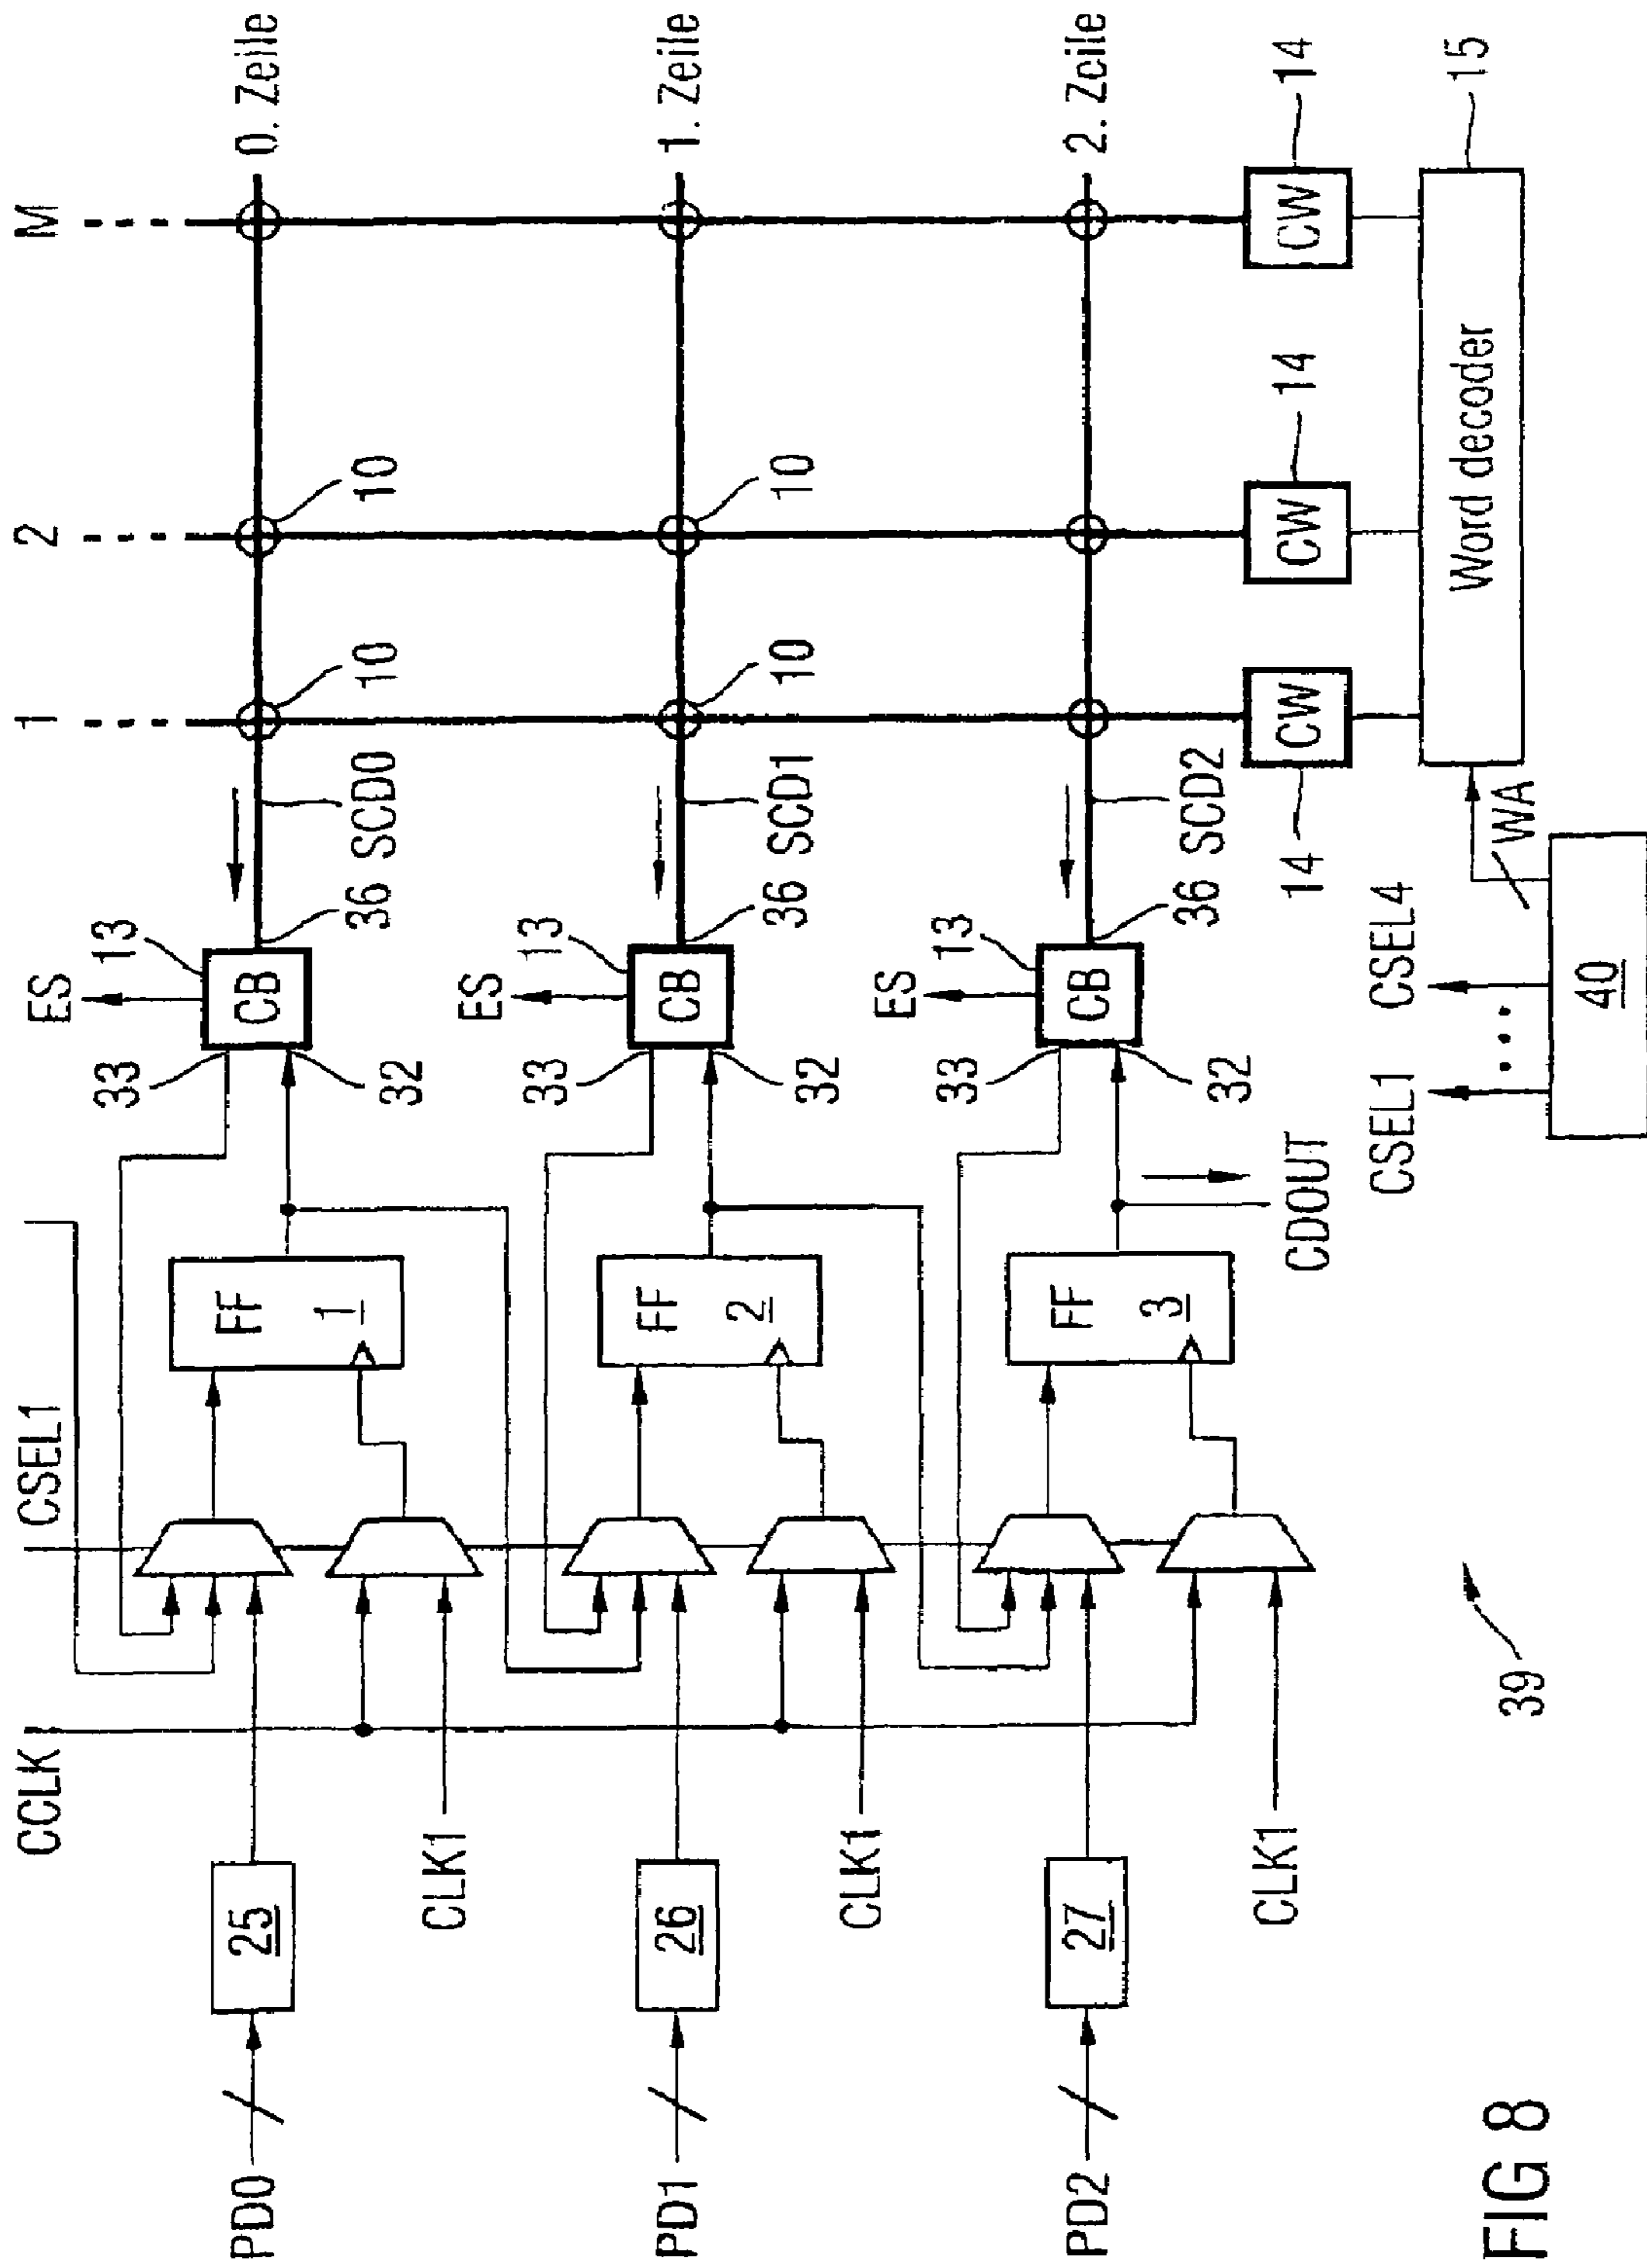 1 2 M
CCLK CSEL1
PD0 25 CLK1 FF 1 33 32 CB 13 ES 36 SCD0 10 10 0. Zeile
PD1 26 CLK1 FF 2 33 32 CB 13 ES 36 SCD1 10 10 1. Zeile
PD2 27 CLK1 FF 3 33 32 CB 13 ES 36 SCD2 2. Zeile
CDOUT
CW 14 CW 14 CW 14
Word decoder 15
CSEL1 ... CSEL4 WA
40
39
FIG 8